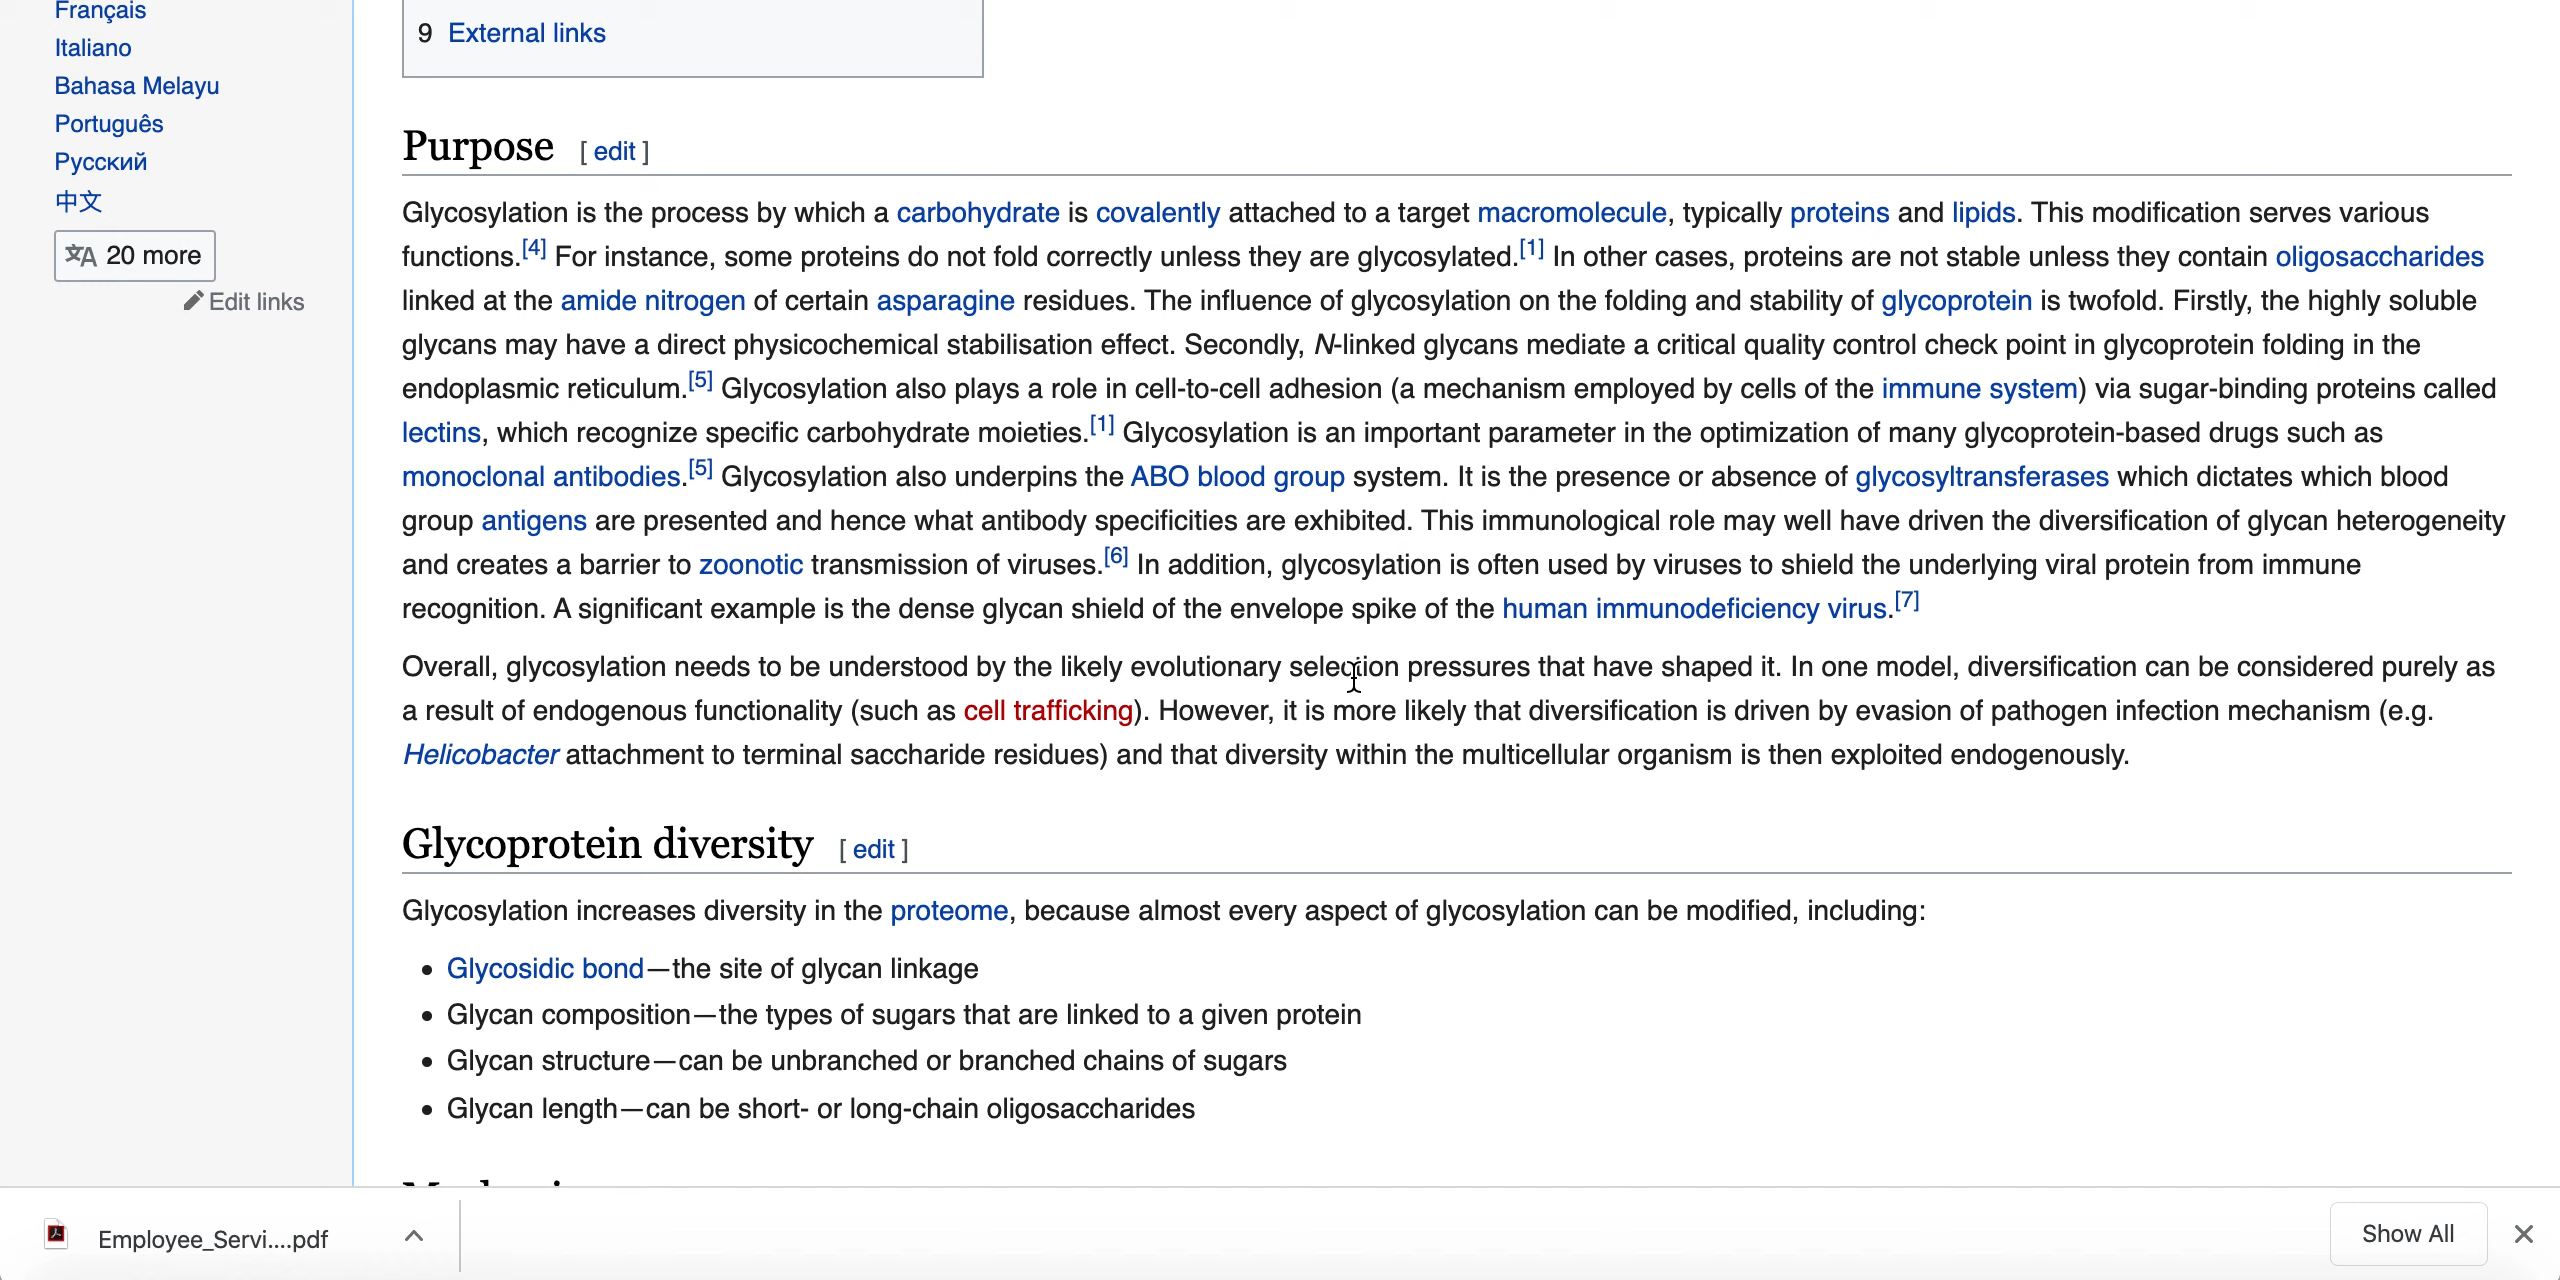 Français
Italiano
Bahasa Melayu
Português
Русский
中文
20 more
Edit links
9 External links
Purpose [ edit ]
Glycosylation is the process by which a carbohydrate is covalently attached to a target macromolecule, typically proteins and lipids. This modification serves various
functions.[4] For instance, some proteins do not fold correctly unless they are glycosylated.[1] In other cases, proteins are not stable unless they contain oligosaccharides
linked at the amide nitrogen of certain asparagine residues. The influence of glycosylation on the folding and stability of glycoprotein is twofold. Firstly, the highly soluble
glycans may have a direct physicochemical stabilisation effect. Secondly, N-linked glycans mediate a critical quality control check point in glycoprotein folding in the
endoplasmic reticulum.[5] Glycosylation also plays a role in cell-to-cell adhesion (a mechanism employed by cells of the immune system) via sugar-binding proteins called
lectins, which recognize specific carbohydrate moieties.[1] Glycosylation is an important parameter in the optimization of many glycoprotein-based drugs such as
monoclonal antibodies.[5] Glycosylation also underpins the ABO blood group system. It is the presence or absence of glycosyltransferases which dictates which blood
group antigens are presented and hence what antibody specificities are exhibited. This immunological role may well have driven the diversification of glycan heterogeneity
and creates a barrier to zoonotic transmission of viruses.[6] In addition, glycosylation is often used by viruses to shield the underlying viral protein from immune
recognition. A significant example is the dense glycan shield of the envelope spike of the human immunodeficiency virus.[7]
Overall, glycosylation needs to be understood by the likely evolutionary selection pressures that have shaped it. In one model, diversification can be considered purely as
a result of endogenous functionality (such as cell trafficking). However, it is more likely that diversification is driven by evasion of pathogen infection mechanism (e.g.
Helicobacter attachment to terminal saccharide residues) and that diversity within the multicellular organism is then exploited endogenously.
Glycoprotein diversity [ edit ]
Glycosylation increases diversity in the proteome, because almost every aspect of glycosylation can be modified, including:
• Glycosidic bond—the site of glycan linkage
• Glycan composition—the types of sugars that are linked to a given protein
• Glycan structure—can be unbranched or branched chains of sugars
• Glycan length—can be short- or long-chain oligosaccharides
Employee_Servi....pdf
Show All